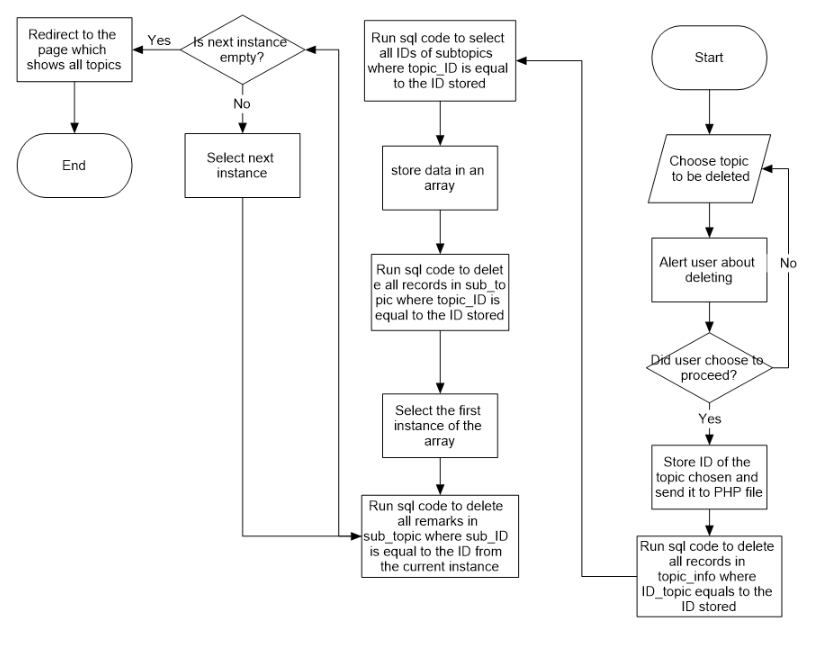 Start
Choose topic
to be deleted
Alert user about
deleting
No
Did user choose to
proceed?
Yes
Store ID of the
topic chosen and
send it to PHP file
Run sql code to delete
all records in
topic_info where
ID_topic equals to the
ID stored
Run sql code to select
all IDs of subtopics
where topic_ID is equal
to the ID stored
store data in an
array
Run sql code to delet
e all records in sub_to
pic where topic_ID is
equal to the ID stored
Select the first
instance of the
array
Run sql code to delete
all remarks in
sub_topic where sub_ID
is equal to the ID from
the current instance
Is next instance
empty?
No
Select next
instance
Yes
Redirect to the
page which
shows all topics
End